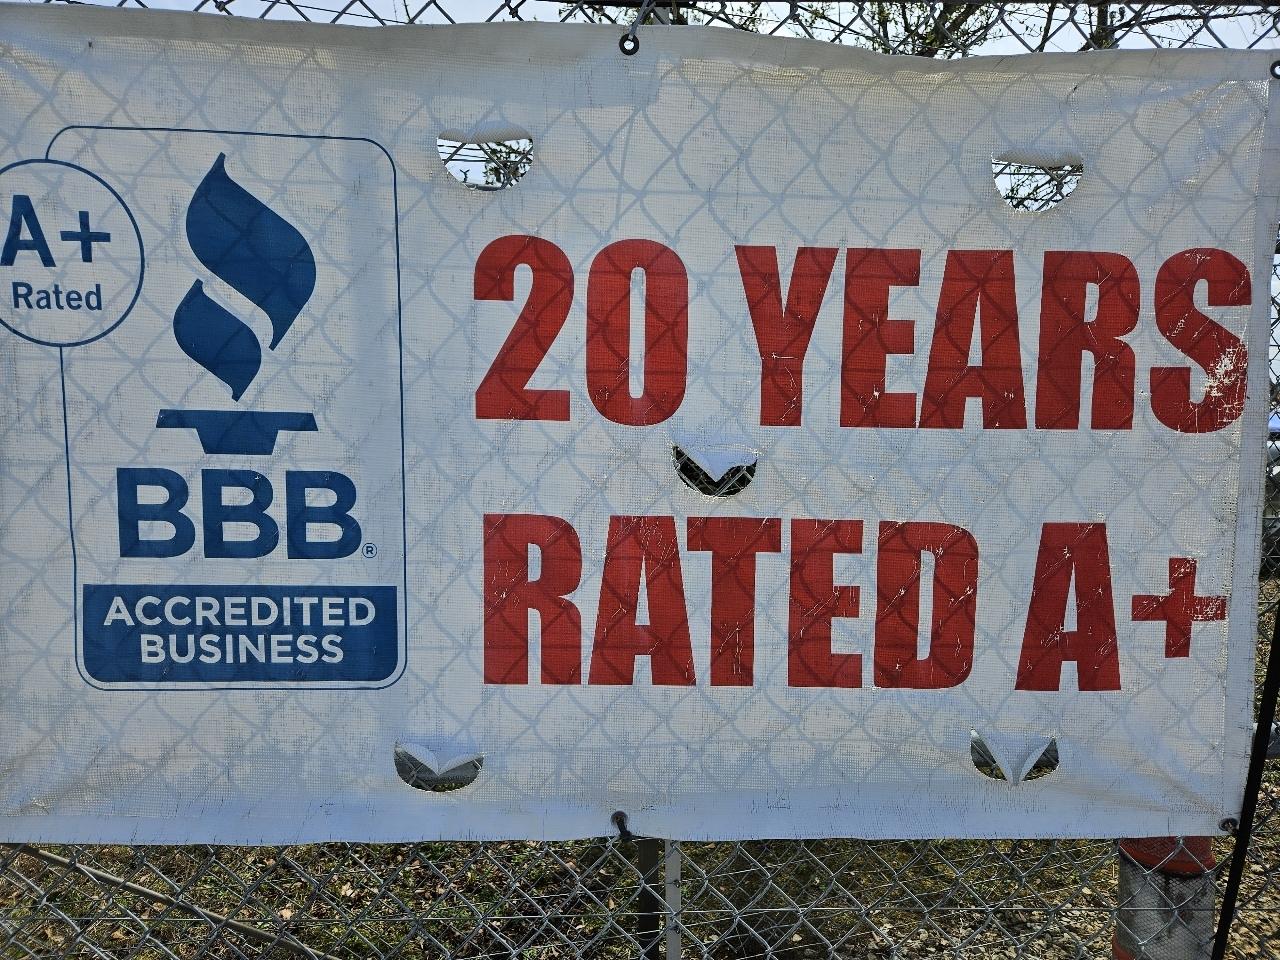 A+
Rated
BBB®
ACCREDITED
BUSINESS
20 YEARS
RATED A+